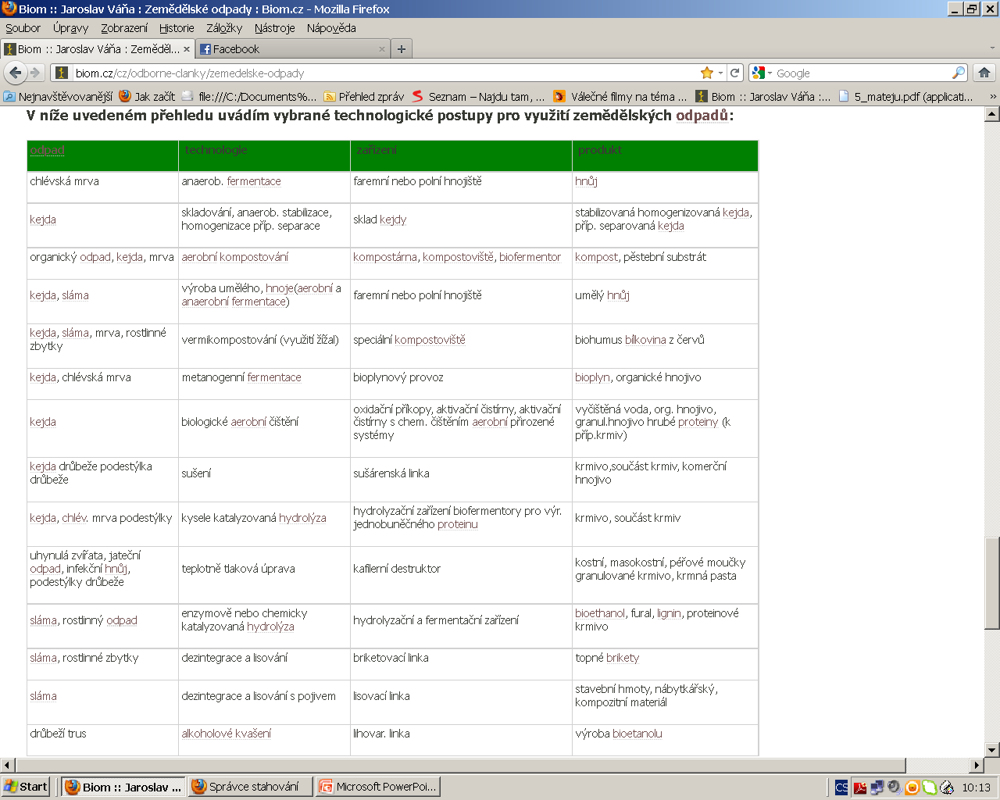 Biom :: Jaroslav Váňa : Zemědělské odpady : Biom.cz - Mozilla Firefox
Soubor Úpravy Zobrazení Historie Záložky Nástroje Nápověda
Biom :: Jaroslav Váňa : Zeměděl... Facebook
biom.cz/cz/odborne-clanky/zemedelske-odpady Google
Nejnavštěvovanější Jak začít file:///C:/Documents%... Přehled zpráv Seznam – Najdu tam, ... Válečné filmy na téma ... Biom :: Jaroslav Váňa :... 5_mateju.pdf (applicati... »
V níže uvedeném přehledu uvádím vybrané technologické postupy pro využití zemědělských odpadů:
odpad technologie zařízení produkt
chlévská mrva anaerob. fermentace faremní nebo polní hnojiště hnůj
kejda skladování, anaerob. stabilizace, homogenizace příp. separace sklad kejdy stabilizovaná homogenizovaná kejda, příp. separovaná kejda
organický odpad, kejda, mrva aerobní kompostování kompostárna, kompostoviště, biofermentor kompost, pěstební substrát
kejda, sláma výroba umělého, hnoje(aerobní a anaerobní fermentace) faremní nebo polní hnojiště umělý hnůj
kejda, sláma, mrva, rostlinné zbytky vermikompostování (využití žížal) speciální kompostoviště biohumus bílkovina z červů
kejda, chlévská mrva metanogenní fermentace bioplynový provoz bioplyn, organické hnojivo
kejda biologické aerobní čištění oxidační příkopy, aktivační čistírny, aktivační čistírny s chem. čištěním aerobní přirozené systémy vyčištěná voda, org. hnojivo, granul.hnojivo hrubé proteiny (k příp.krmiv)
kejda drůbeže podestýlka drůbeže sušení sušárenská linka krmivo,součást krmiv, komerční hnojivo
kejda, chlév. mrva podestýlky kysele katalyzovaná hydrolýza hydrolyzační zařízení biofermentory pro výr. jednobuněčného proteinu krmivo, součást krmiv
uhynulá zvířata, jateční odpad, infekční hnůj, podestýlky drůbeže teplotně tlaková úprava kafilerní destruktor kostní, masokostní, péřové moučky granulované krmivo, krmná pasta
sláma, rostlinný odpad enzymově nebo chemicky katalyzovaná hydrolýza hydrolyzační a fermentační zařízení bioethanol, fural, lignin, proteinové krmivo
sláma, rostlinné zbytky dezintegrace a lisování briketovací linka topné brikety
sláma dezintegrace a lisování s pojivem lisovací linka stavební hmoty, nábytkářský, kompozitní materiál
drůbeží trus alkoholové kvašení lihovar. linka výroba bioetanolu
Start Biom :: Jaroslav ... Správce stahování Microsoft PowerPoi... CS 10:13